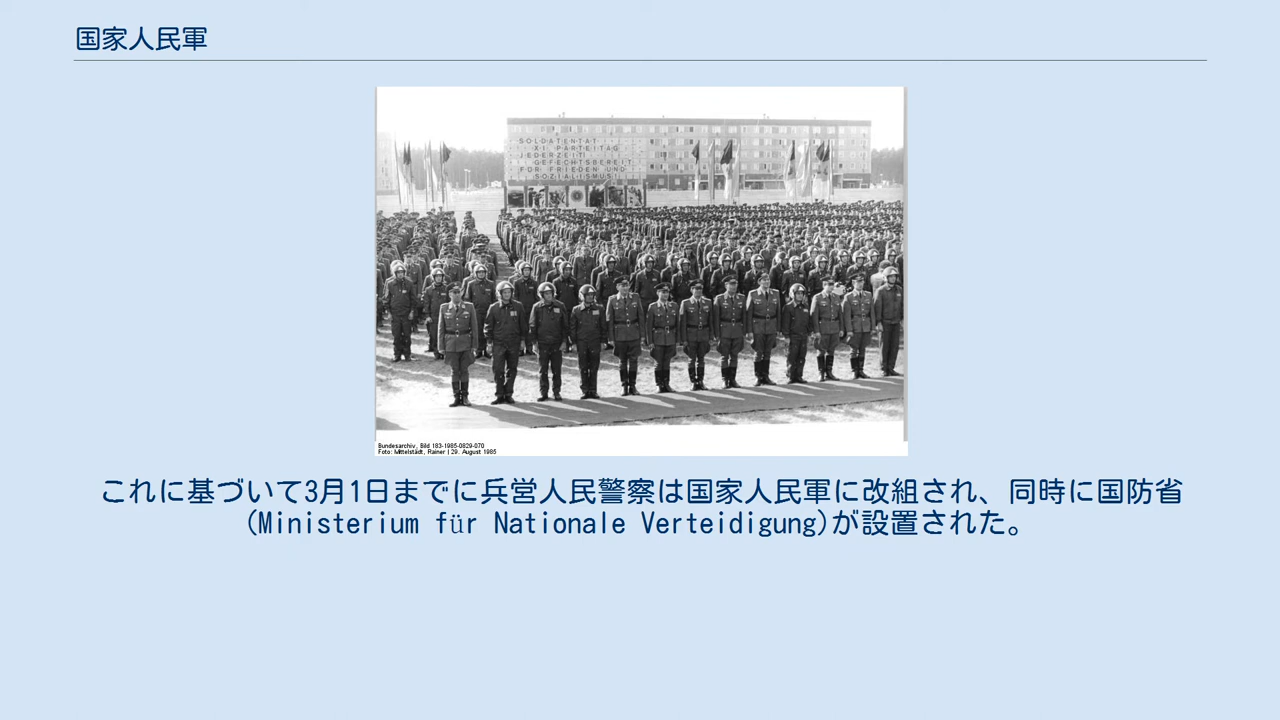 国家人民軍
SOLDATENTAT
XI. PARTEITAG
JEDERZEIT
GEFECHTSBEREIT
FÜR FRIEDEN UND
SOZIALISMUS!
Bundesarchiv, Bild 183-1985-0829-070
Foto: Mittelstädt, Rainer | 29. August 1985
これに基づいて3月1日までに兵営人民警察は国家人民軍に改組され、同時に国防省
(Ministerium für Nationale Verteidigung)が設置された。